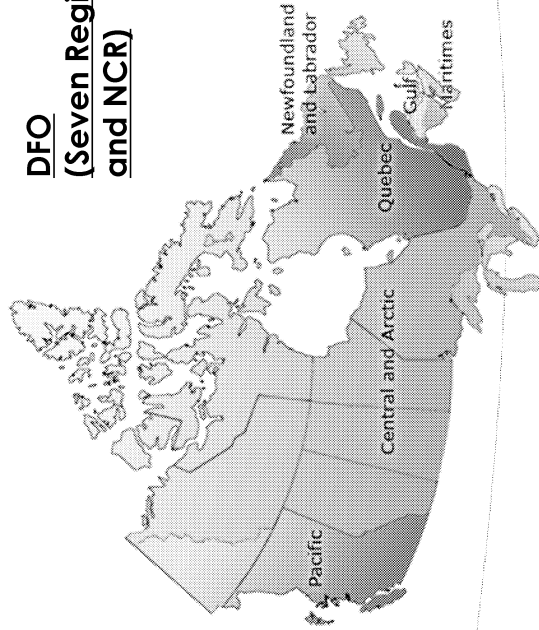 DFO
(Seven Regi
and NCR)
Newfoundland
and Labrador
Gulf
Maritimes
Quebec
Central and Arctic
Pacific